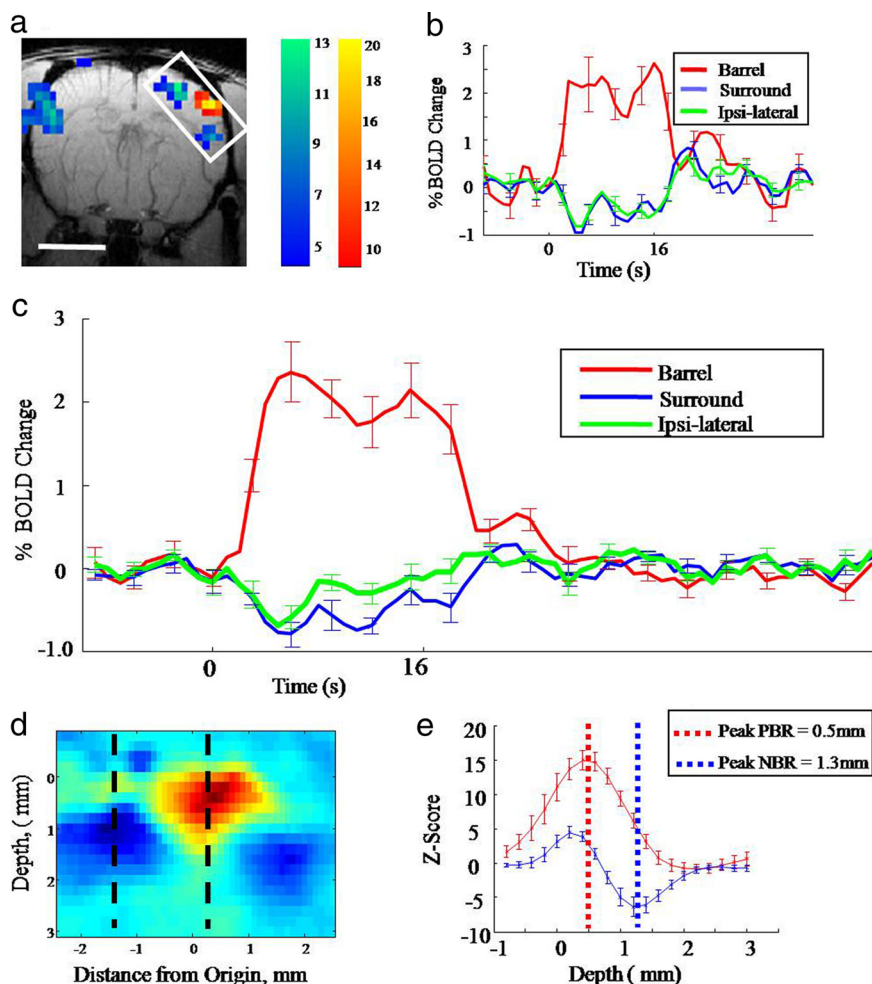 a
13
11
9
7
5
20
18
16
14
12
10
b
% BOLD Change
3
2
1
0
-1
Barrel
Surround
Ipsi-lateral
0
16
Time (s)
c
% BOLD Change
3
2
1
0
-1.0
Barrel
Surround
Ipsi-lateral
0
16
Time (s)
d
Depth, ( mm)
0
1
2
3
-2
-1
0
1
2
Distance from Origin, mm
e
Peak PBR = 0.5mm
Peak NBR = 1.3mm
Z-Score
20
15
10
5
0
-5
-10
0
1
2
3
Depth ( mm)